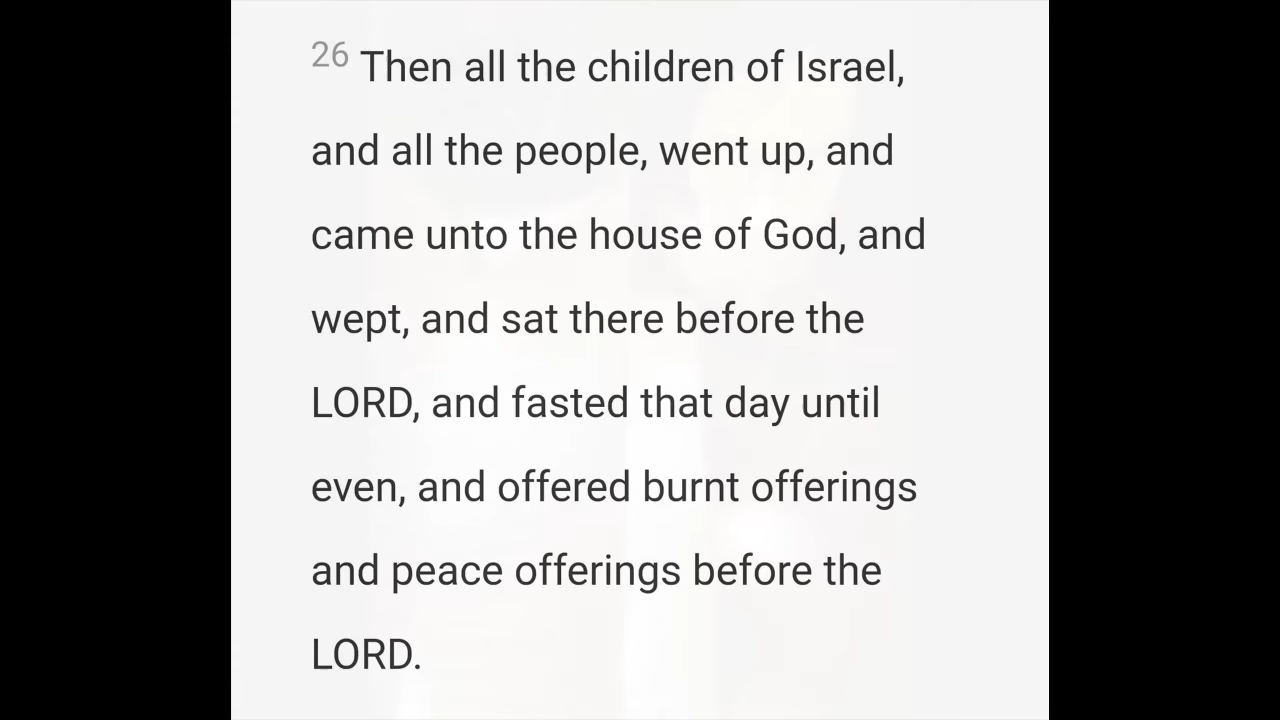 26 Then all the children of Israel,
and all the people, went up, and
came unto the house of God, and
wept, and sat there before the
LORD, and fasted that day until
even, and offered burnt offerings
and peace offerings before the
LORD.